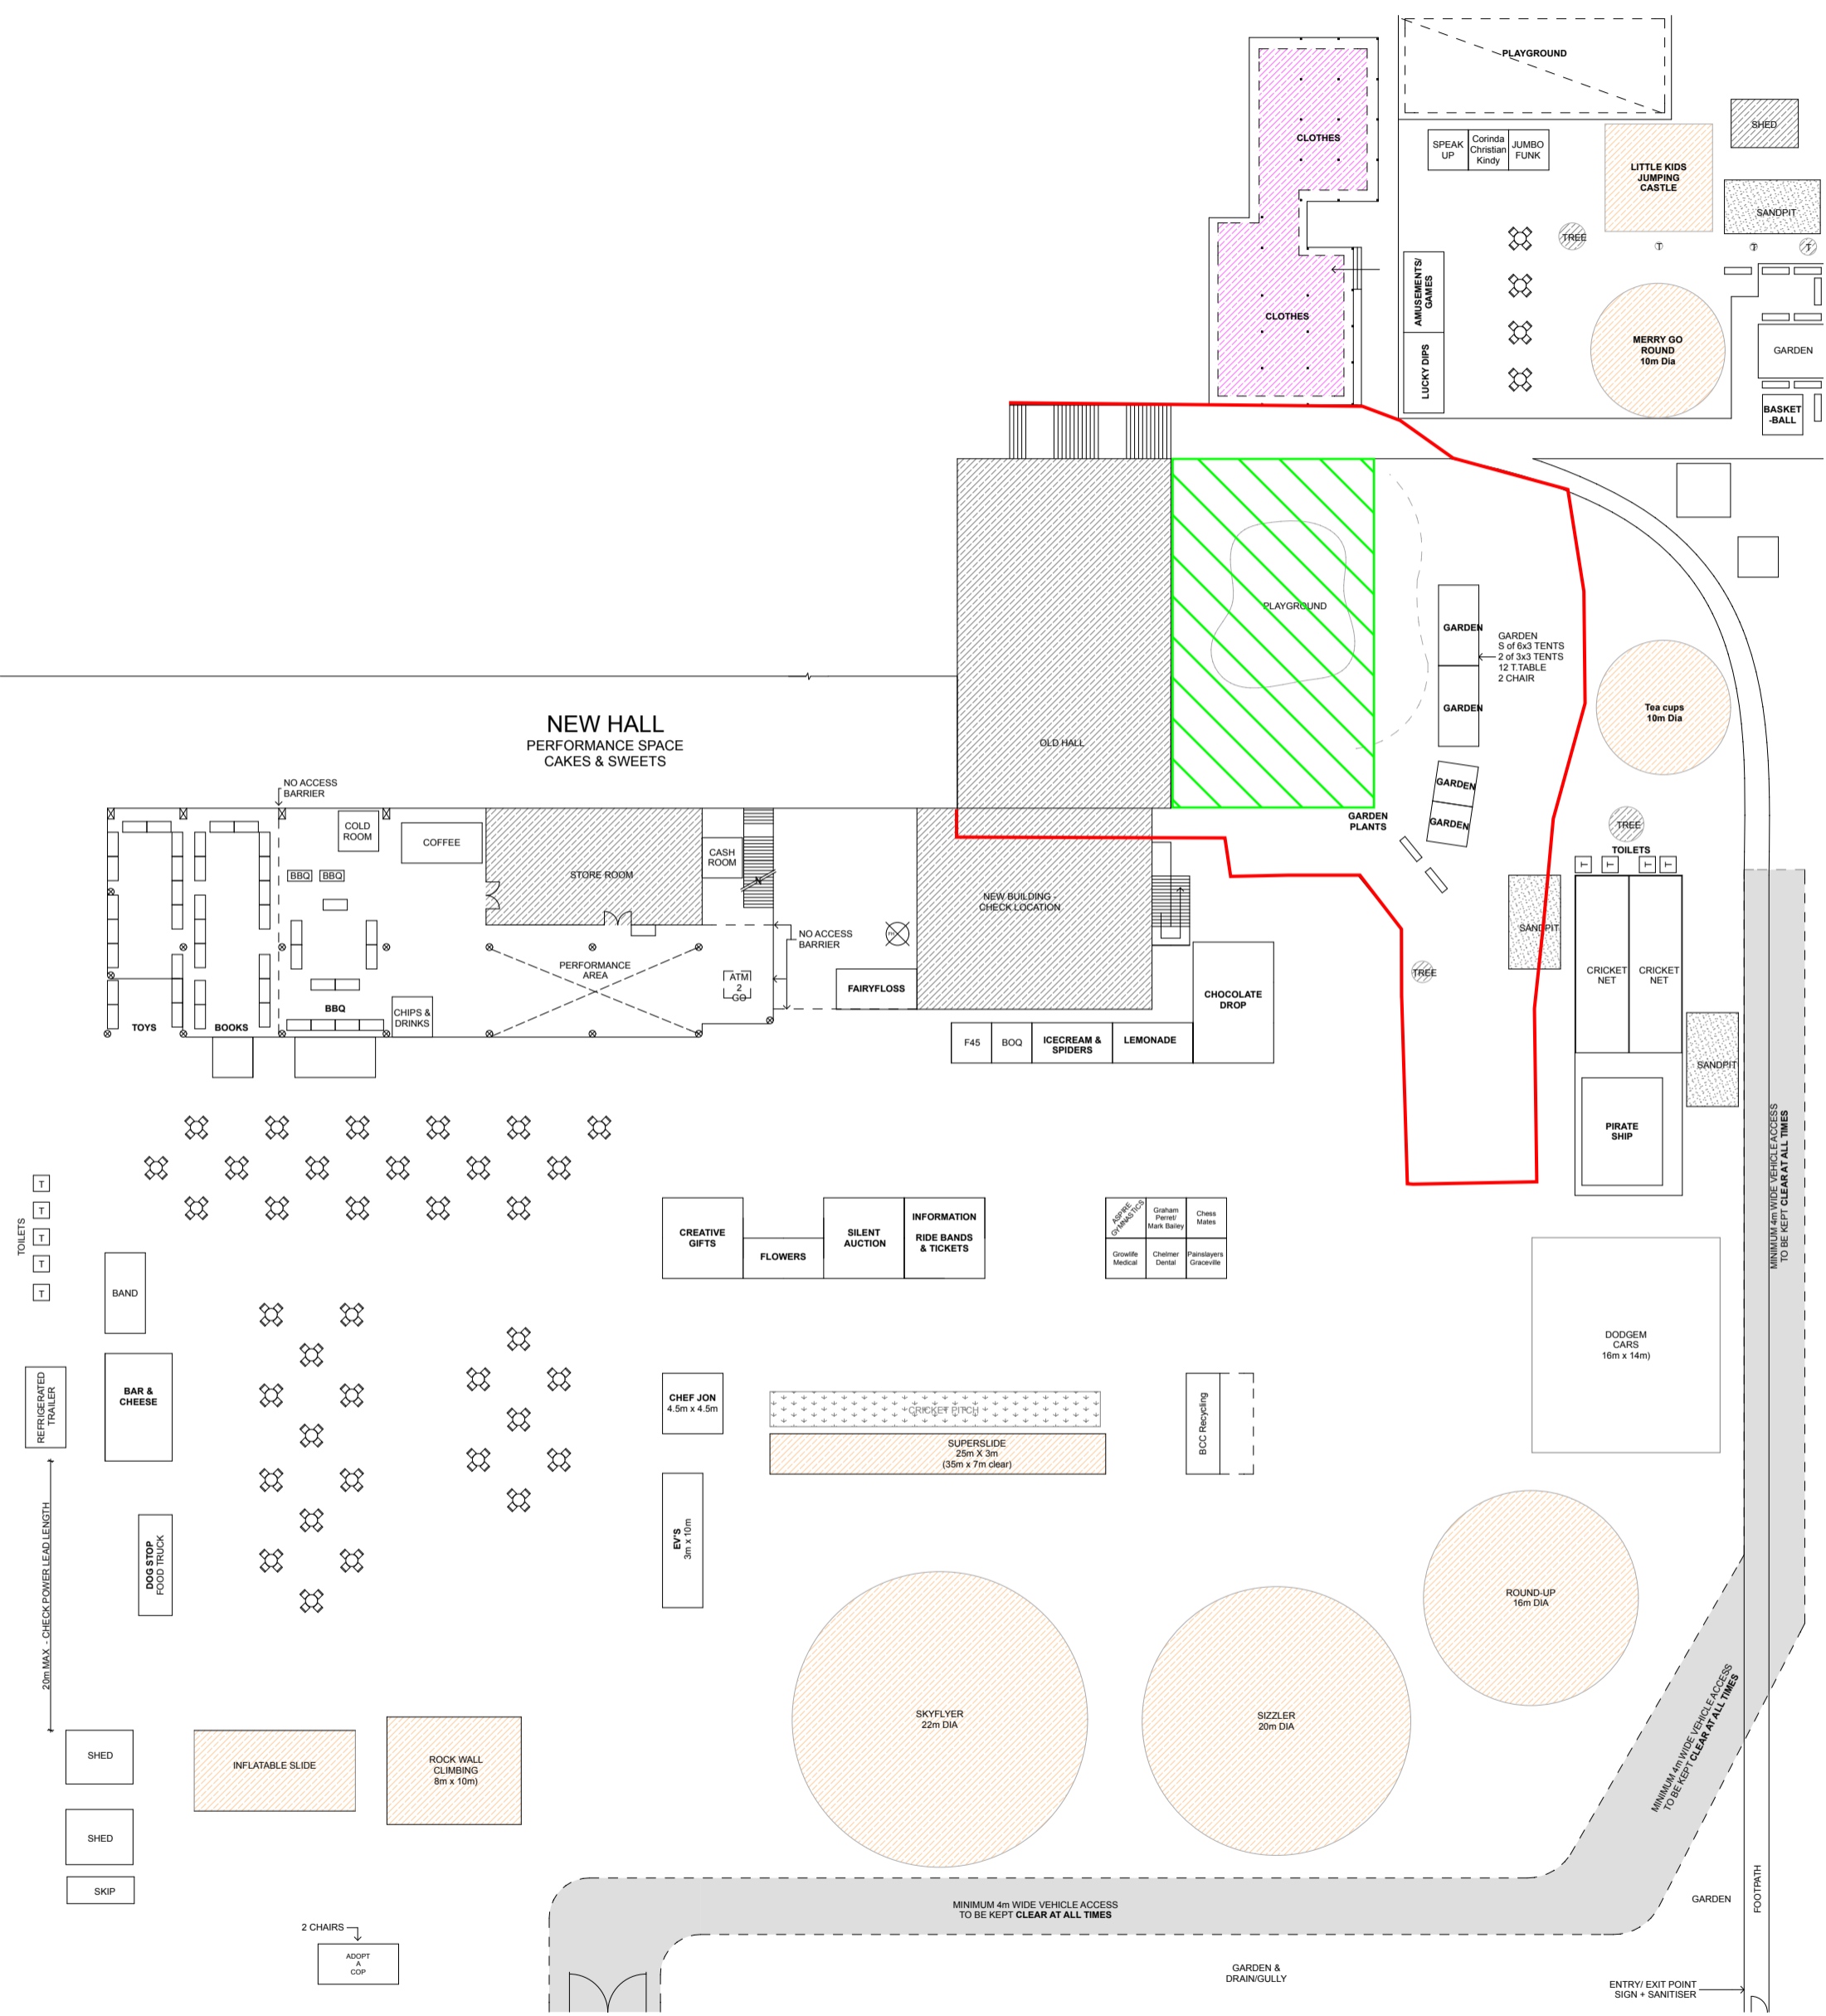 PLAYGROUND
CLOTHES
SHED
SPEAK
UP
Corinda
Christian
Kindy
JUMBO
FUNK
LITTLE KIDS
JUMPING
CASTLE
SANDPIT
TREE
T
T
T
AMUSEMENTS/
GAMES
LUCKY DIPS
CLOTHES
MERRY GO
ROUND
10m Dia
GARDEN
BASKET
-BALL
PLAYGROUND
GARDEN
GARDEN
GARDEN
S of 6x3 TENTS
2 of 3x3 TENTS
12 T.TABLE
2 CHAIR
Tea cups
10m Dia
NEW HALL
PERFORMANCE SPACE
CAKES & SWEETS
OLD HALL
NO ACCESS
BARRIER
GARDEN
GARDEN
GARDEN
PLANTS
TREE
TOILETS
T
T
T
T
COLD
ROOM
COFFEE
CASH
ROOM
BBQ
BBQ
STORE ROOM
N
NEW BUILDING -
CHECK LOCATION
NO ACCESS
BARRIER
FH
SANDPIT
PERFORMANCE
AREA
ATM
2
GO
FAIRYFLOSS
CHOCOLATE
DROP
TREE
CRICKET
NET
CRICKET
NET
TOYS
BOOKS
BBQ
CHIPS &
DRINKS
F45
BOQ
ICECREAM &
SPIDERS
LEMONADE
SANDPIT
PIRATE
SHIP
MINIMUM 4m WIDE VEHICLE ACCESS
TO BE KEPT CLEAR AT ALL TIMES
TOILETS
T
T
T
T
T
BAND
CREATIVE
GIFTS
FLOWERS
SILENT
AUCTION
INFORMATION
RIDE BANDS
& TICKETS
ASPIRE
GYMNASTICS
Graham
Perret/
Mark Bailey
Chess
Mates
Growlife
Medical
Chelmer
Dental
Painslayers
Graceville
DODGEM
CARS
16m x 14m)
REFRIGERATED
TRAILER
BAR &
CHEESE
CHEF JON
4.5m x 4.5m
CRICKET PITCH
SUPERSLIDE
25m X 3m
(35m x 7m clear)
BCC Recycling
20m MAX - CHECK POWER LEAD LENGTH
DOG STOP
FOOD TRUCK
EV'S
3m x 10m
ROUND-UP
16m DIA
SKYFLYER
22m DIA
SIZZLER
20m DIA
MINIMUM 4m WIDE VEHICLE ACCESS
TO BE KEPT CLEAR AT ALL TIMES
SHED
INFLATABLE SLIDE
ROCK WALL
CLIMBING
8m x 10m)
SHED
SKIP
MINIMUM 4m WIDE VEHICLE ACCESS
TO BE KEPT CLEAR AT ALL TIMES
GARDEN
FOOTPATH
2 CHAIRS
ADOPT
A
COP
GARDEN &
DRAIN/GULLY
ENTRY/ EXIT POINT
SIGN + SANITISER